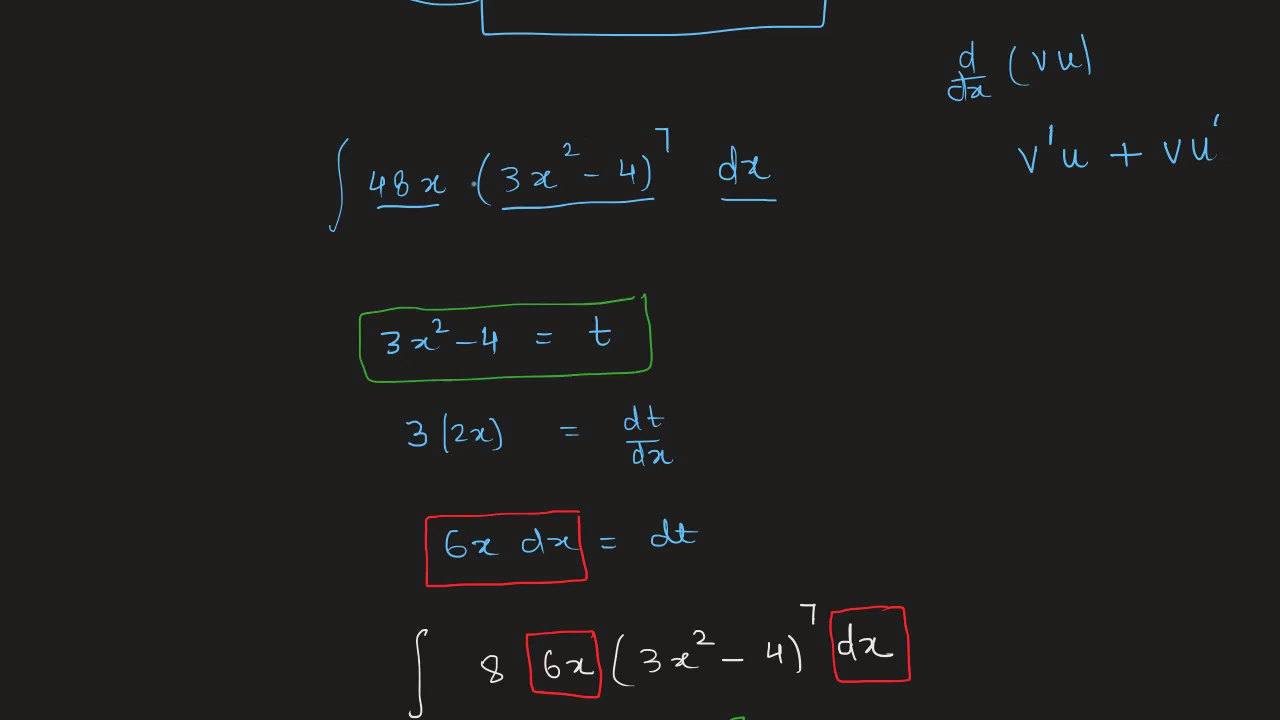 d/dx (vu)
∫ 48x · (3x² − 4)⁷ dx
v'u + vu'
3x² − 4 = t
3(2x) = dt/dx
6x dx = dt
∫ 8 6x (3x² − 4)⁷ dx